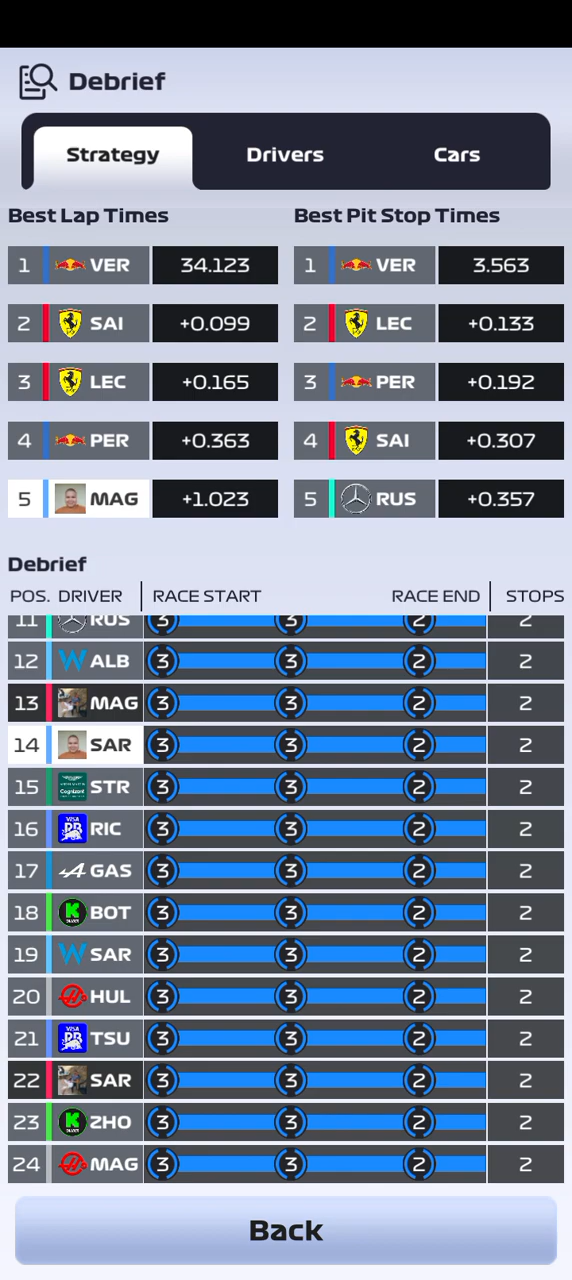 Debrief
Strategy Drivers Cars
Best Lap Times Best Pit Stop Times
1 VER 34.123 1 VER 3.563
2 SAI +0.099 2 LEC +0.133
3 LEC +0.165 3 PER +0.192
4 PER +0.363 4 SAI +0.307
5 MAG +1.023 5 RUS +0.357
Debrief
POS. DRIVER RACE START RACE END STOPS
11 RUS 3 3 2 2
12 W ALB 3 3 2 2
13 MAG 3 3 2 2
14 SAR 3 3 2 2
15 STR 3 3 2 2
16 VISA RB RIC 3 3 2 2
17 GAS 3 3 2 2
18 K BOT 3 3 2 2
19 W SAR 3 3 2 2
20 HUL 3 3 2 2
21 VISA RB TSU 3 3 2 2
22 SAR 3 3 2 2
23 K ZHO 3 3 2 2
24 MAG 3 3 2 2
Back